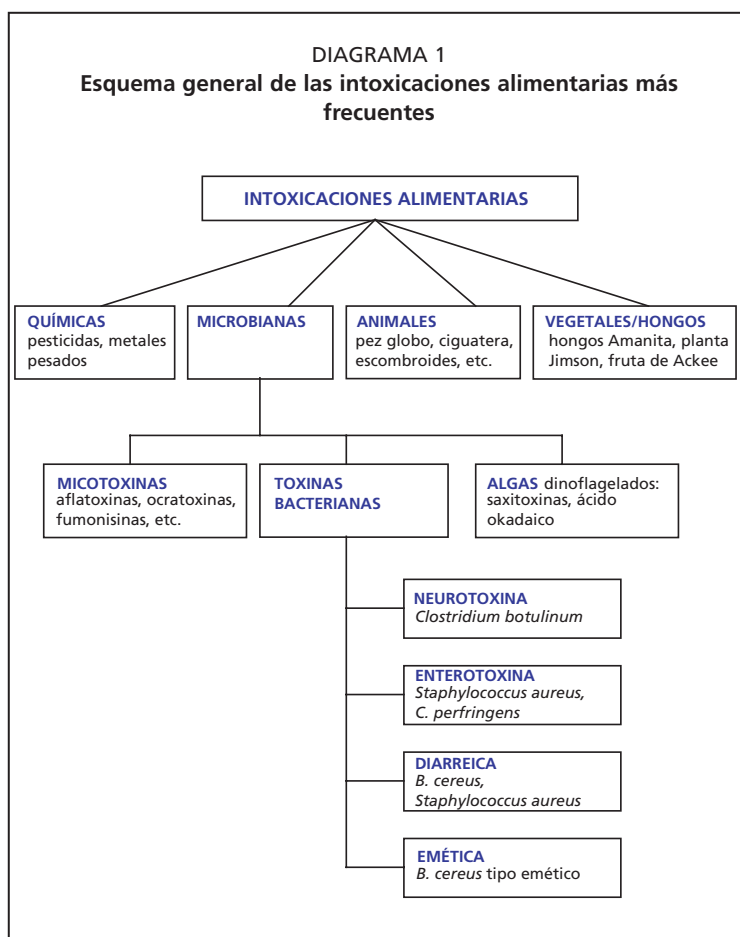 DIAGRAMA 1
Esquema general de las intoxicaciones alimentarias más
frecuentes
INTOXICACIONES ALIMENTARIAS
QUÍMICAS
pesticidas, metales
pesados
MICROBIANAS
ANIMALES
pez globo, ciguatera,
escombroides, etc.
VEGETALES/HONGOS
hongos Amanita, planta
Jimson, fruta de Ackee
MICOTOXINAS
aflatoxinas, ocratoxinas,
fumonisinas, etc.
TOXINAS
BACTERIANAS
ALGAS dinoflagelados:
saxitoxinas, ácido
okadaico
NEUROTOXINA
Clostridium botulinum
ENTEROTOXINA
Staphylococcus aureus,
C. perfringens
DIARREICA
B. cereus,
Staphylococcus aureus
EMÉTICA
B. cereus tipo emético